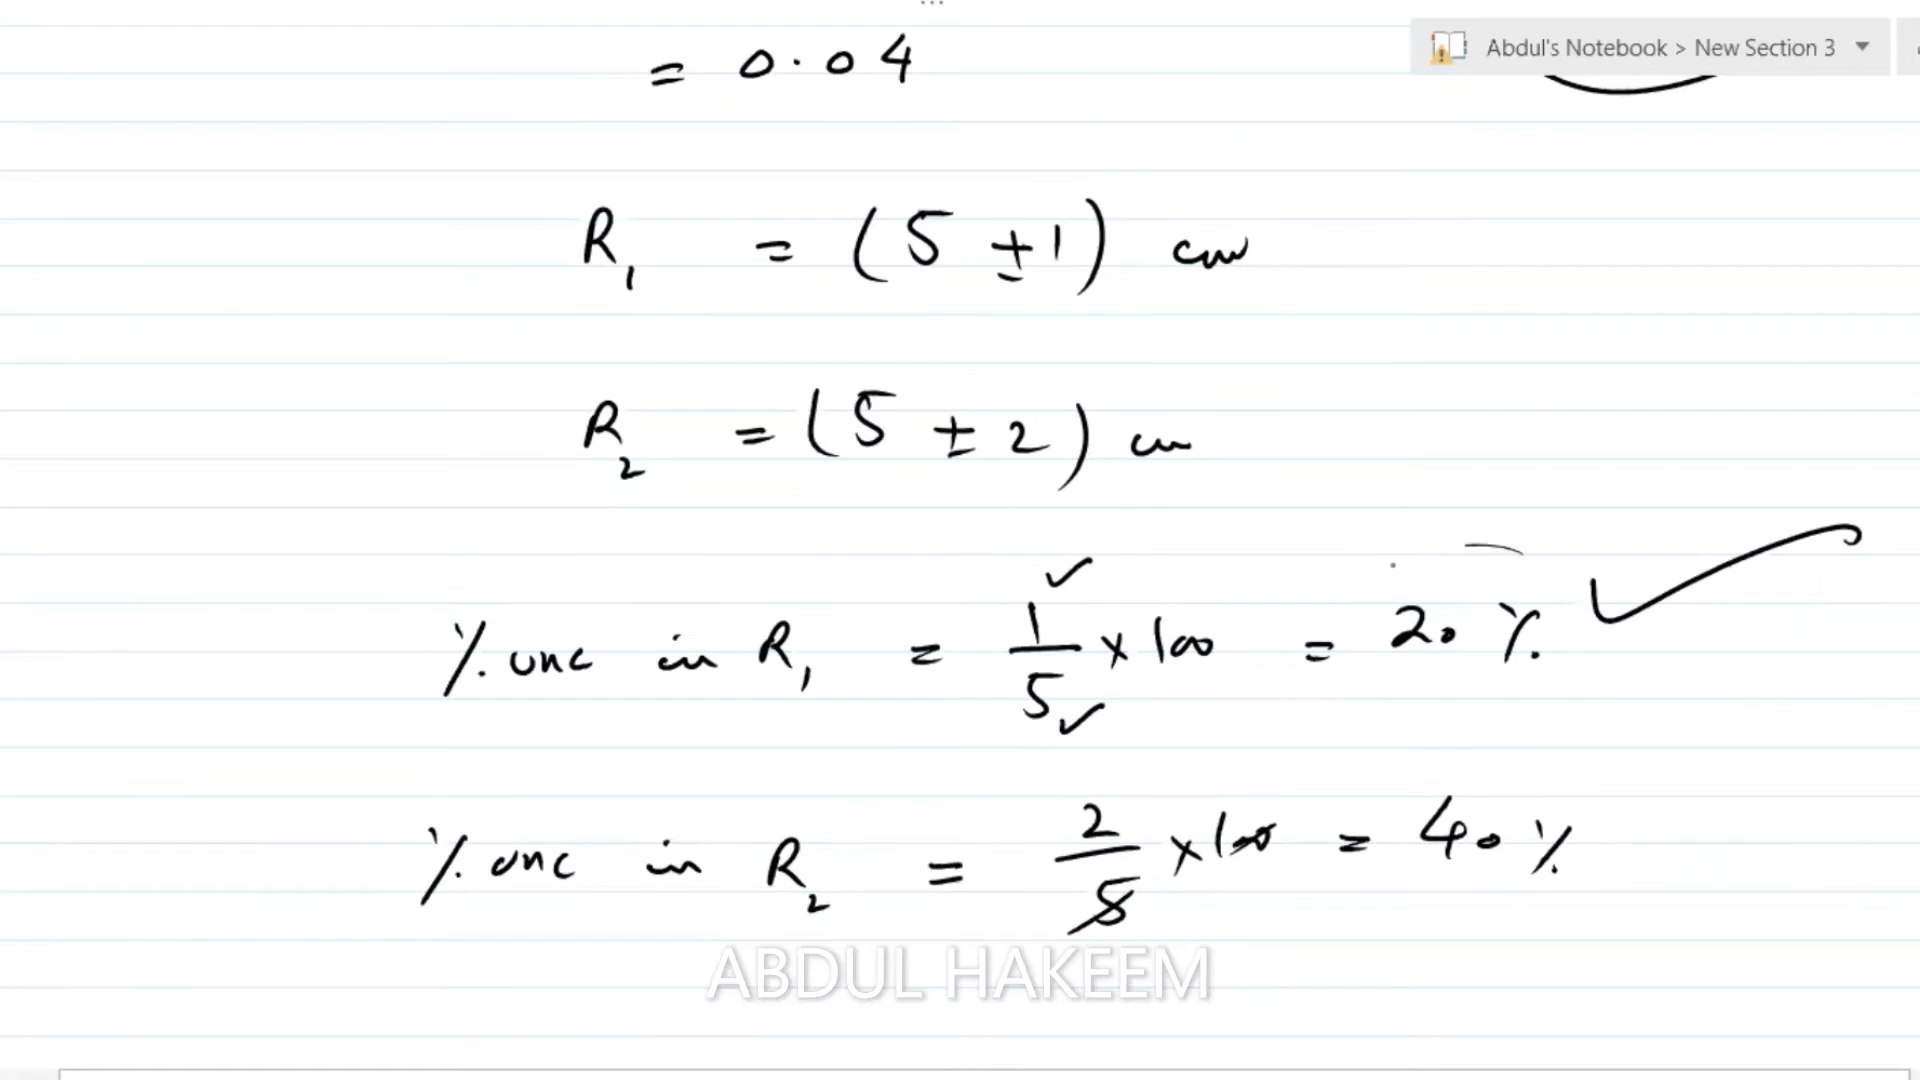 = 0.04
Abdul's Notebook > New Section 3
R₁ = (5 ± 1) cm
R₂ = (5 ± 2) cm
% unc in R₁ = 1/5 × 100 = 20 %
% unc in R₂ = 2/5 × 100 = 40 %
ABDUL HAKEEM